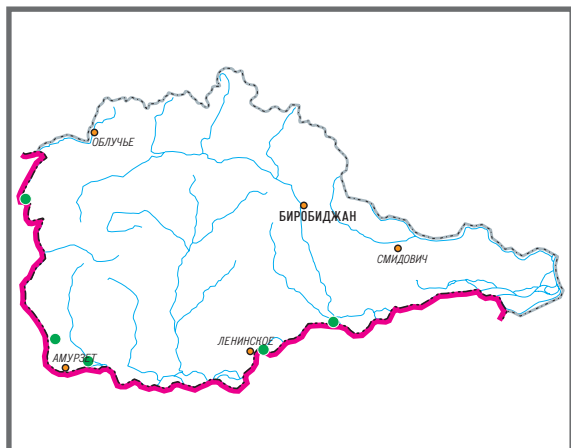 ОБЛУЧЬЕ
БИРОБИДЖАН
СМИДОВИЧ
ЛЕНИНСКОЕ
АМУРЗЕТ